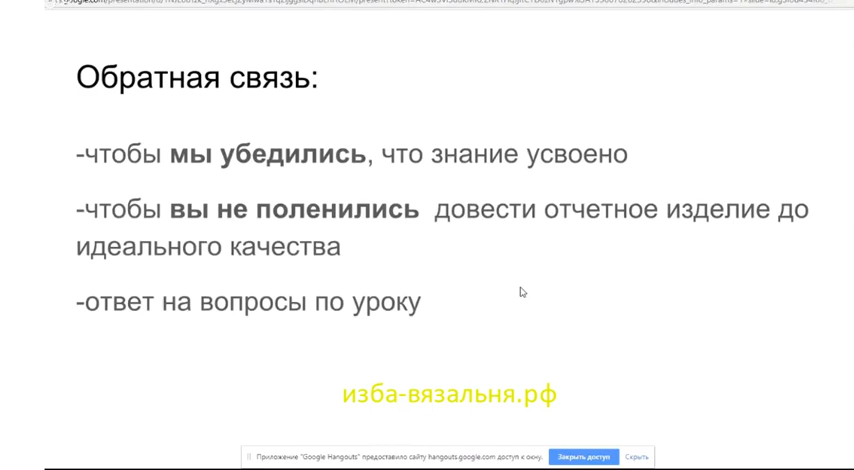 Обратная связь:
-чтобы мы убедились, что знание усвоено
-чтобы вы не поленились довести отчетное изделие до
идеального качества
-ответ на вопросы по уроку
изба-вязальня.рф
Приложение "Google Hangouts" предоставило сайту hangouts.google.com доступ к окну.
Закрыть доступ
Скрыть